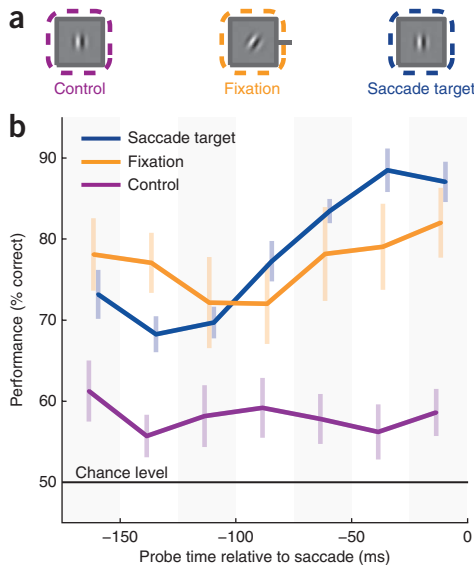 a
Control
Fixation
Saccade target
b
Saccade target
Fixation
Control
Performance (% correct)
90
80
70
60
50
Chance level
−150
−100
−50
0
Probe time relative to saccade (ms)